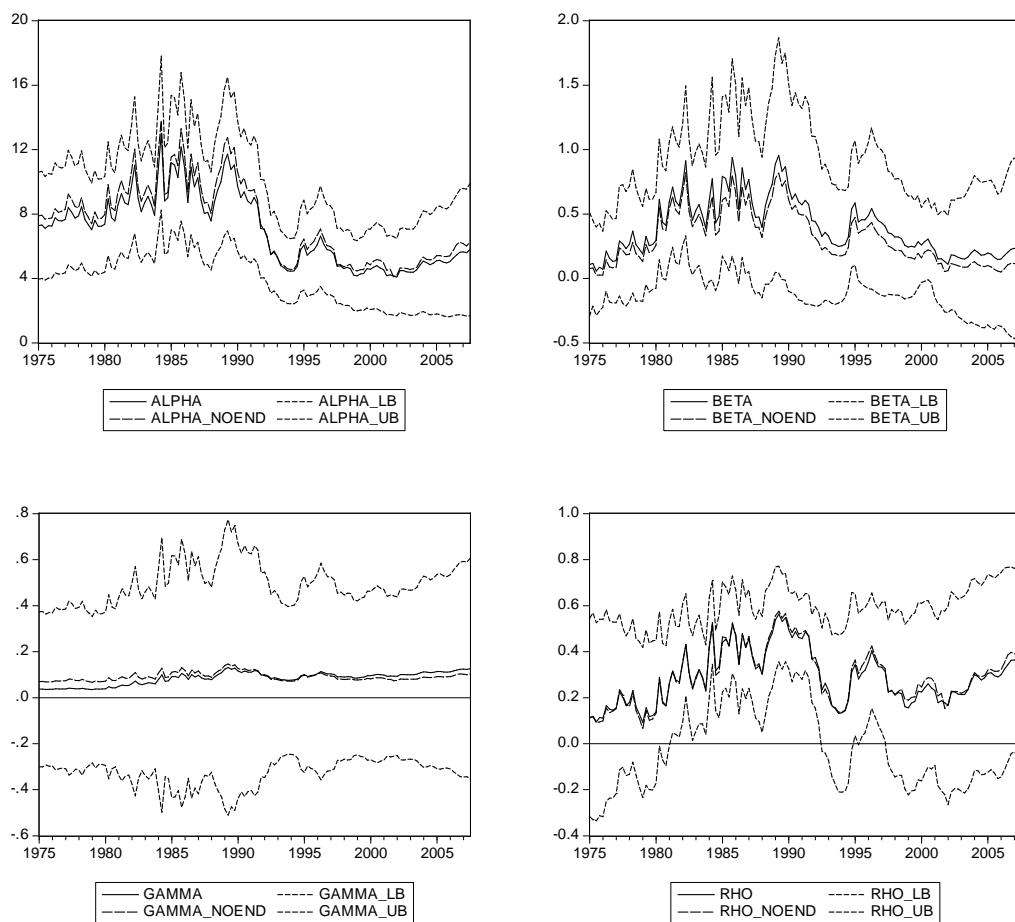 20
16
12
8
4
0
1975 1980 1985 1990 1995 2000 2005
ALPHA ALPHA_LB
ALPHA_NOEND ALPHA_UB
2.0
1.5
1.0
0.5
0.0
-0.5
1975 1980 1985 1990 1995 2000 2005
BETA BETA_LB
BETA_NOEND BETA_UB
.8
.6
.4
.2
.0
-.2
-.4
-.6
1975 1980 1985 1990 1995 2000 2005
GAMMA GAMMA_LB
GAMMA_NOEND GAMMA_UB
1.0
0.8
0.6
0.4
0.2
0.0
-0.2
-0.4
1975 1980 1985 1990 1995 2000 2005
RHO RHO_LB
RHO_NOEND RHO_UB